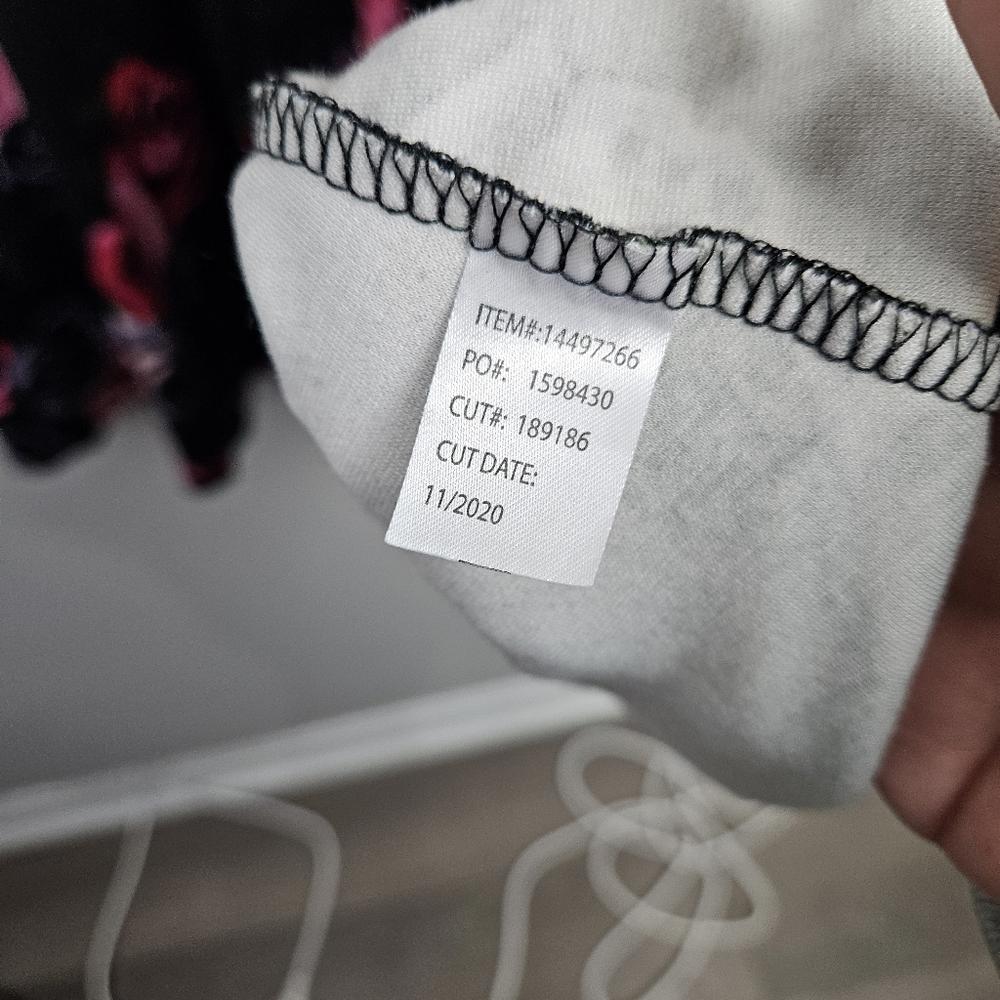 ITEM#:14497266
PO#: 1598430
CUT#: 189186
CUT DATE:
11/2020